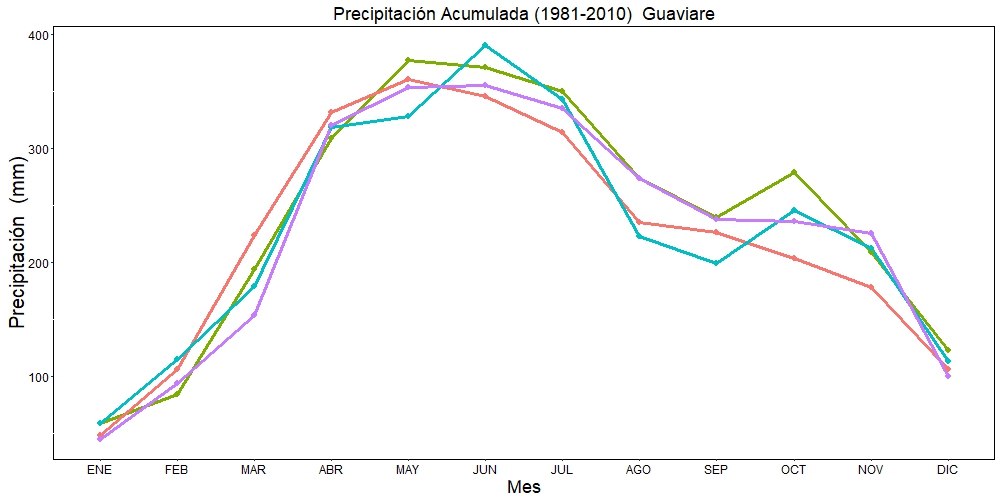 Precipitación Acumulada (1981-2010)  Guaviare
Precipitación  (mm)
400
300
200
100
ENE FEB MAR ABR MAY JUN JUL AGO SEP OCT NOV DIC
Mes